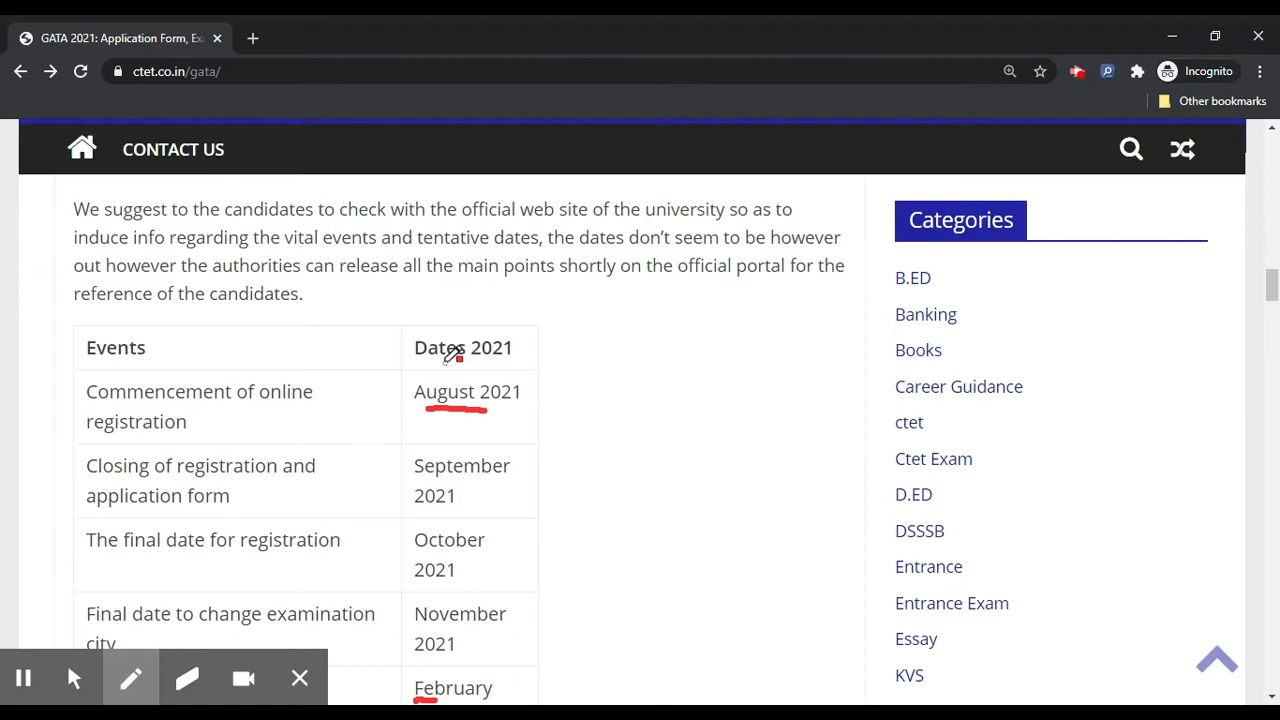 GATA 2021: Application Form, Ex
ctet.co.in/gata/
Incognito
Other bookmarks
CONTACT US
We suggest to the candidates to check with the official web site of the university so as to
induce info regarding the vital events and tentative dates, the dates don’t seem to be however
out however the authorities can release all the main points shortly on the official portal for the
reference of the candidates.
Events Dates 2021
Commencement of online
registration
August 2021
Closing of registration and
application form
September
2021
The final date for registration
October
2021
Final date to change examination
city
November
2021
February
Categories
B.ED
Banking
Books
Career Guidance
ctet
Ctet Exam
D.ED
DSSSB
Entrance
Entrance Exam
Essay
KVS